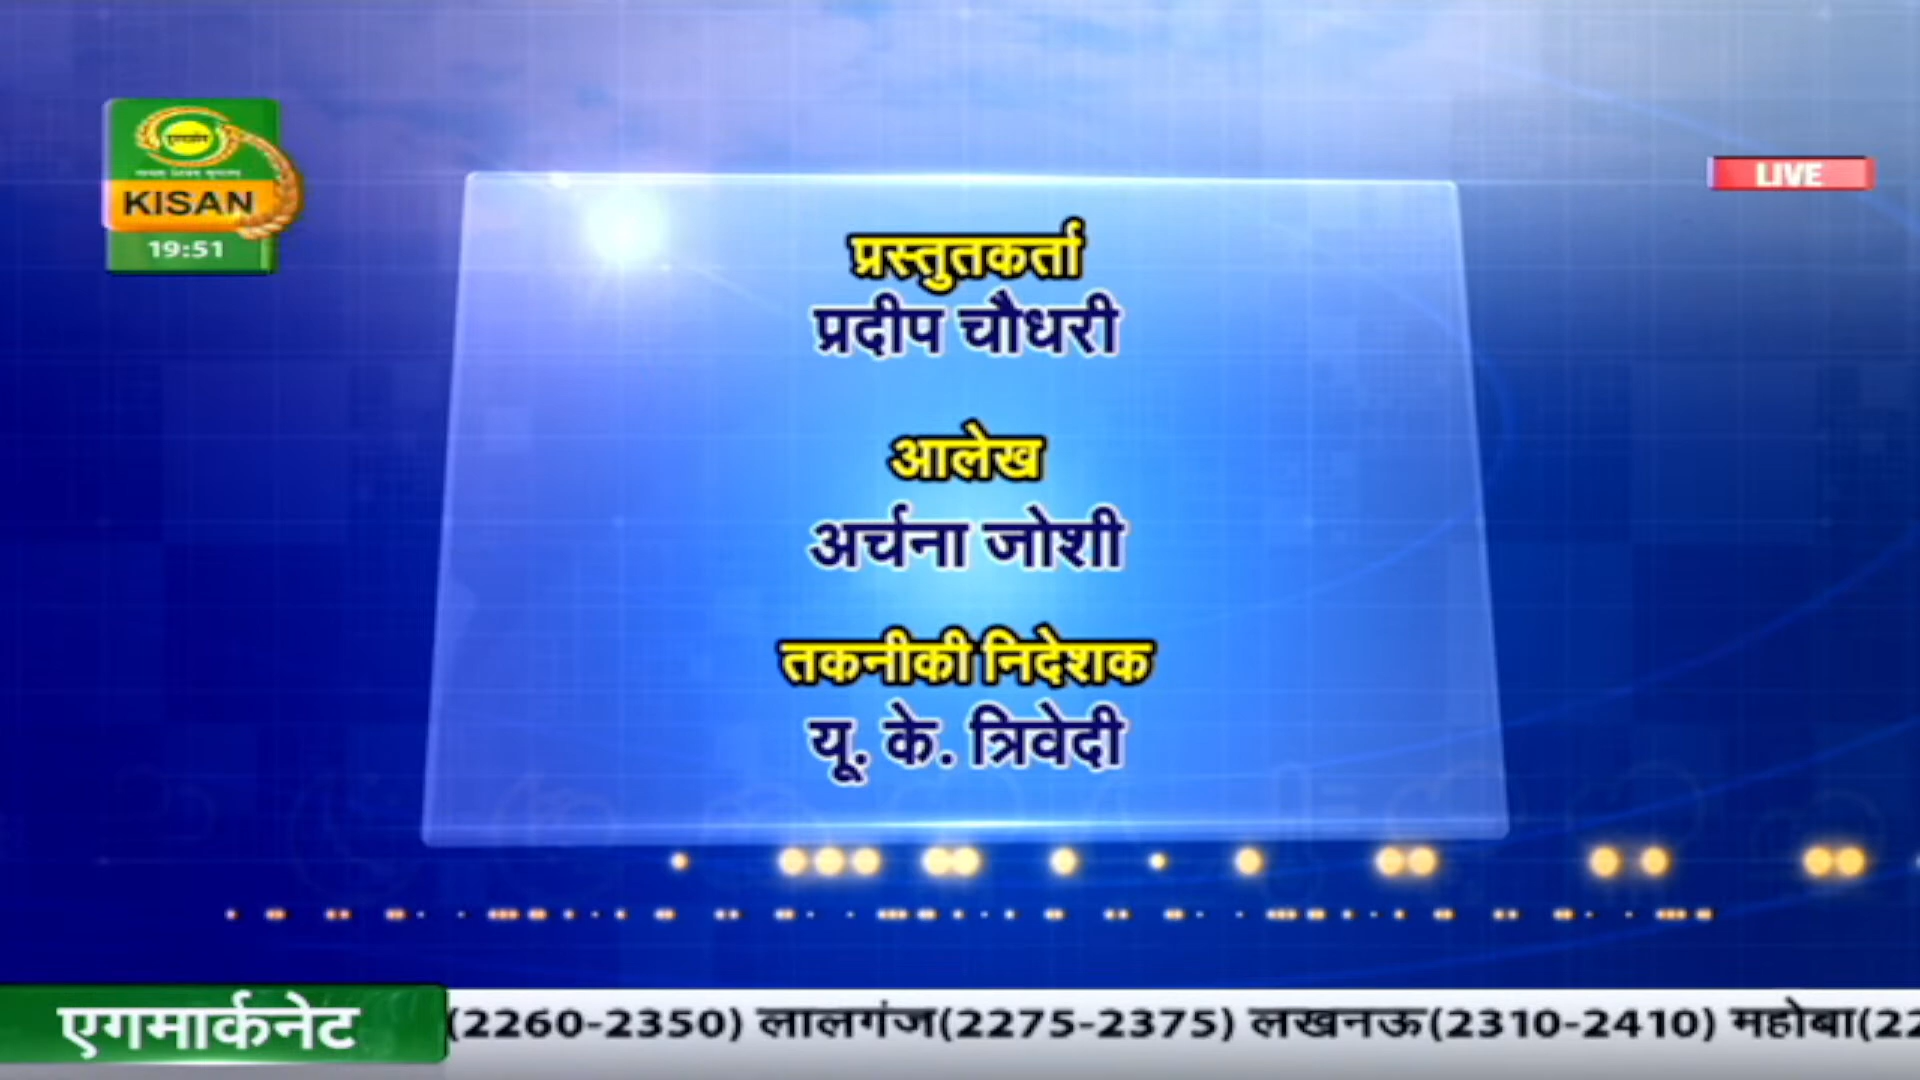 KISAN
19:51
LIVE
प्रस्तुतकर्ता
प्रदीप चौधरी
आलेख
अर्चना जोशी
तकनीकी निदेशक
यू. के. त्रिवेदी
एगमार्कनेट
(2260-2350) लालगंज(2275-2375) लखनऊ(2310-2410) महोबा(22